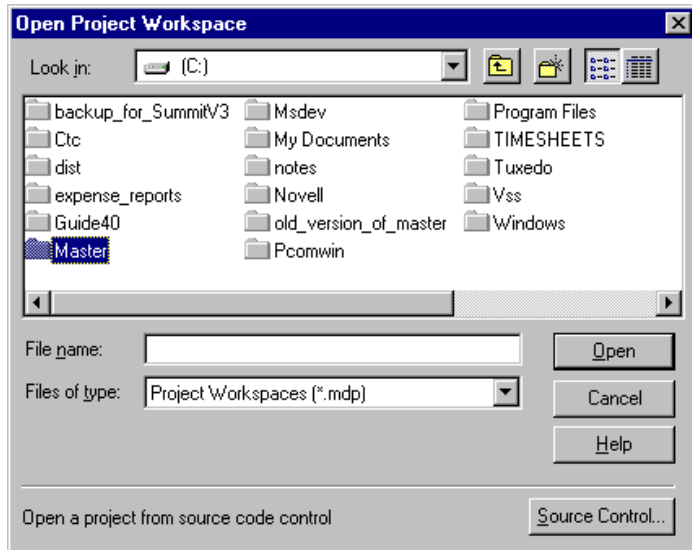 Open Project Workspace
Look in: (C:)
backup_for_SummitV3 Msdev Program Files
Ctc My Documents TIMESHEETS
dist notes Tuxedo
expense_reports Novell Vss
Guide40 old_version_of_master Windows
Master Pcomwin
File name: Open
Files of type: Project Workspaces (*.mdp) Cancel
Help
Open a project from source code control Source Control...